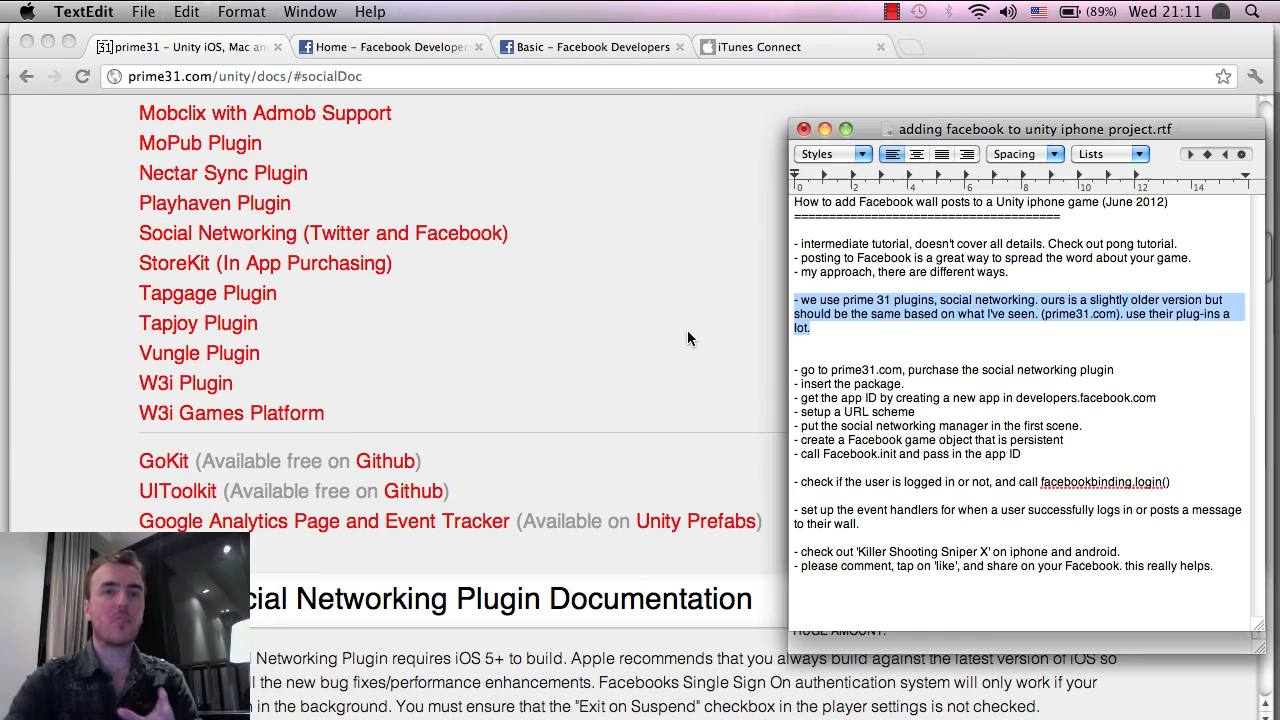 TextEdit File Edit Format Window Help (89%) Wed 21:11
prime31 – Unity iOS, Mac an
Home – Facebook Developer
Basic – Facebook Developers
iTunes Connect
prime31.com/unity/docs/#socialDoc
Mobclix with Admob Support
MoPub Plugin
Nectar Sync Plugin
Playhaven Plugin
Social Networking (Twitter and Facebook)
StoreKit (In App Purchasing)
Tapgage Plugin
Tapjoy Plugin
Vungle Plugin
W3i Plugin
W3i Games Platform
GoKit (Available free on Github)
UIToolkit (Available free on Github)
Google Analytics Page and Event Tracker (Available on Unity Prefabs)
cial Networking Plugin Documentation
Networking Plugin requires iOS 5+ to build. Apple recommends that you always build against the latest version of iOS so
ll the new bug fixes/performance enhancements. Facebooks Single Sign On authentication system will only work if your
in the background. You must ensure that the "Exit on Suspend" checkbox in the player settings is not checked.
adding facebook to unity iphone project.rtf
Styles Spacing Lists
0 2 4 6 8 10 12 14
How to add Facebook wall posts to a Unity iphone game (June 2012)
======================================
- intermediate tutorial, doesn't cover all details. Check out pong tutorial.
- posting to Facebook is a great way to spread the word about your game.
- my approach, there are different ways.
- we use prime 31 plugins, social networking. ours is a slightly older version but
should be the same based on what I've seen. (prime31.com). use their plug-ins a
lot.
- go to prime31.com, purchase the social networking plugin
- insert the package.
- get the app ID by creating a new app in developers.facebook.com
- setup a URL scheme
- put the social networking manager in the first scene.
- create a Facebook game object that is persistent
- call Facebook.init and pass in the app ID
- check if the user is logged in or not, and call facebookbinding.login()
- set up the event handlers for when a user successfully logs in or posts a message
to their wall.
- check out 'Killer Shooting Sniper X' on iphone and android.
- please comment, tap on 'like', and share on your Facebook. this really helps.
HUGE AMOUNT.